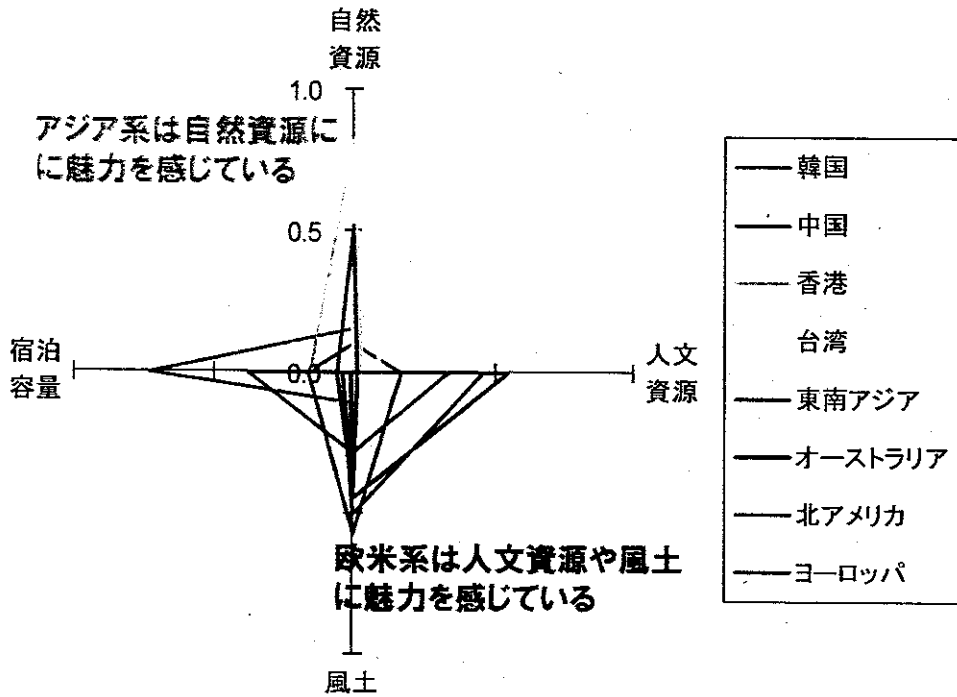 自然
資源
1.0
アジア系は自然資源に
に魅力を感じている
0.5
宿泊
容量
0.0
人文
資源
欧米系は人文資源や風土
に魅力を感じている
風土
韓国
中国
香港
台湾
東南アジア
オーストラリア
北アメリカ
ヨーロッパ